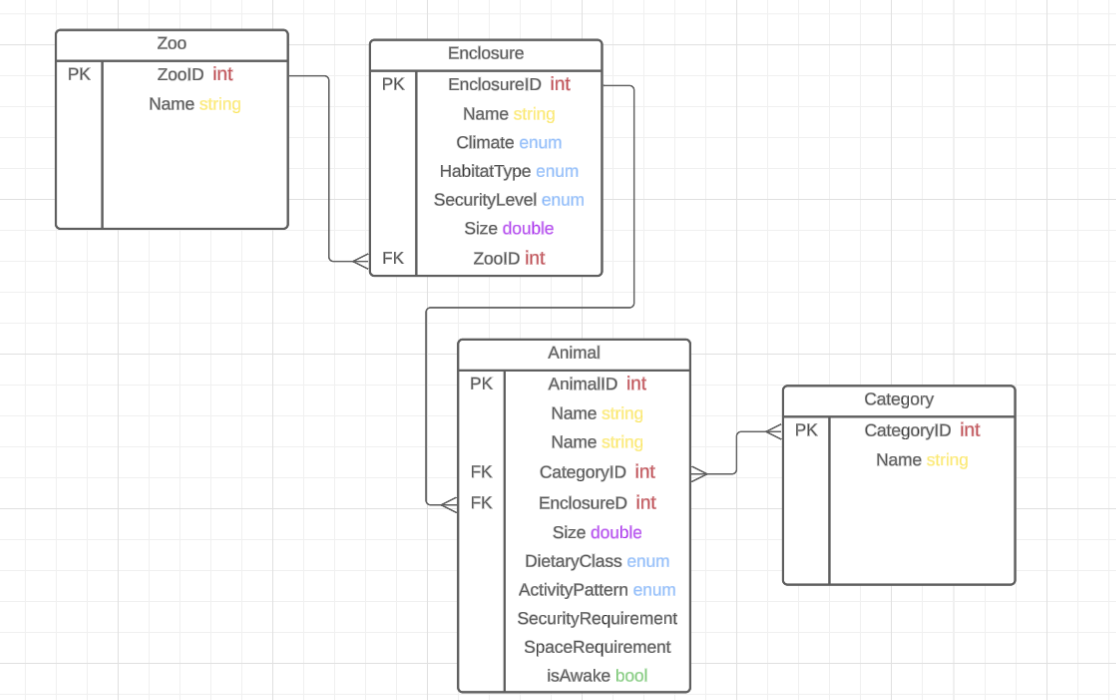 Zoo
PK ZooID int
Name string
Enclosure
PK EnclosureID int
Name string
Climate enum
HabitatType enum
SecurityLevel enum
Size double
FK ZooID int
Animal
PK AnimalID int
Name string
Name string
FK CategoryID int
FK EnclosureD int
Size double
DietaryClass enum
ActivityPattern enum
SecurityRequirement
SpaceRequirement
isAwake bool
Category
PK CategoryID int
Name string